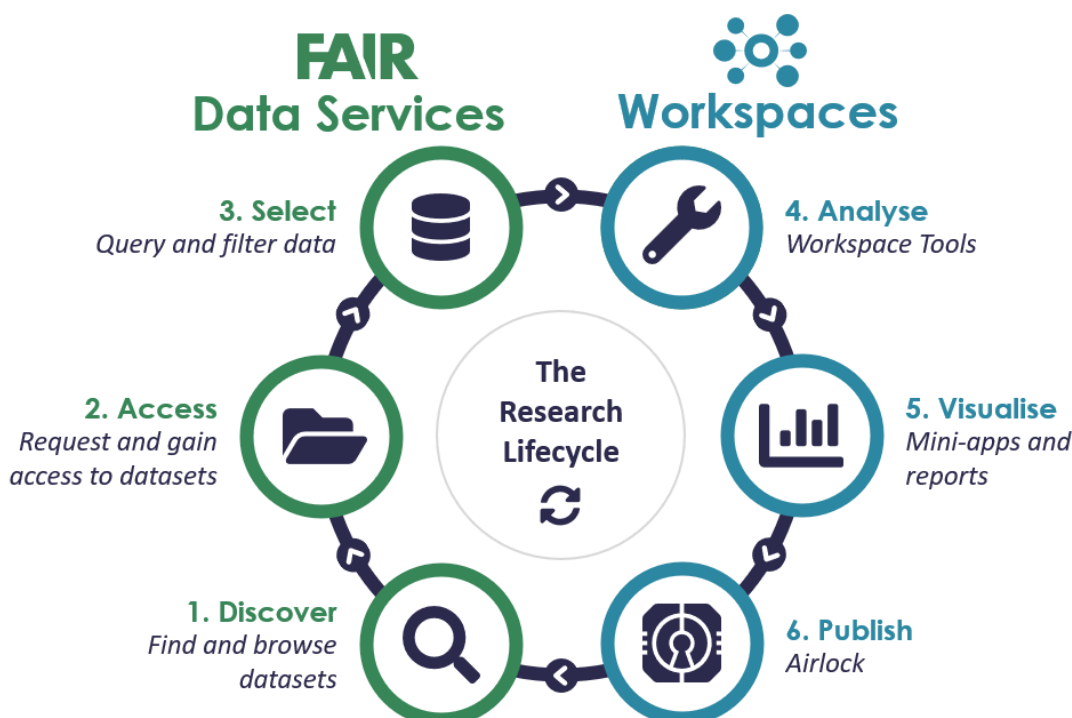 FAIR
Data Services
Workspaces
3. Select
Query and filter data
4. Analyse
Workspace Tools
2. Access
Request and gain
access to datasets
The
Research
Lifecycle
5. Visualise
Mini-apps and
reports
1. Discover
Find and browse
datasets
6. Publish
Airlock